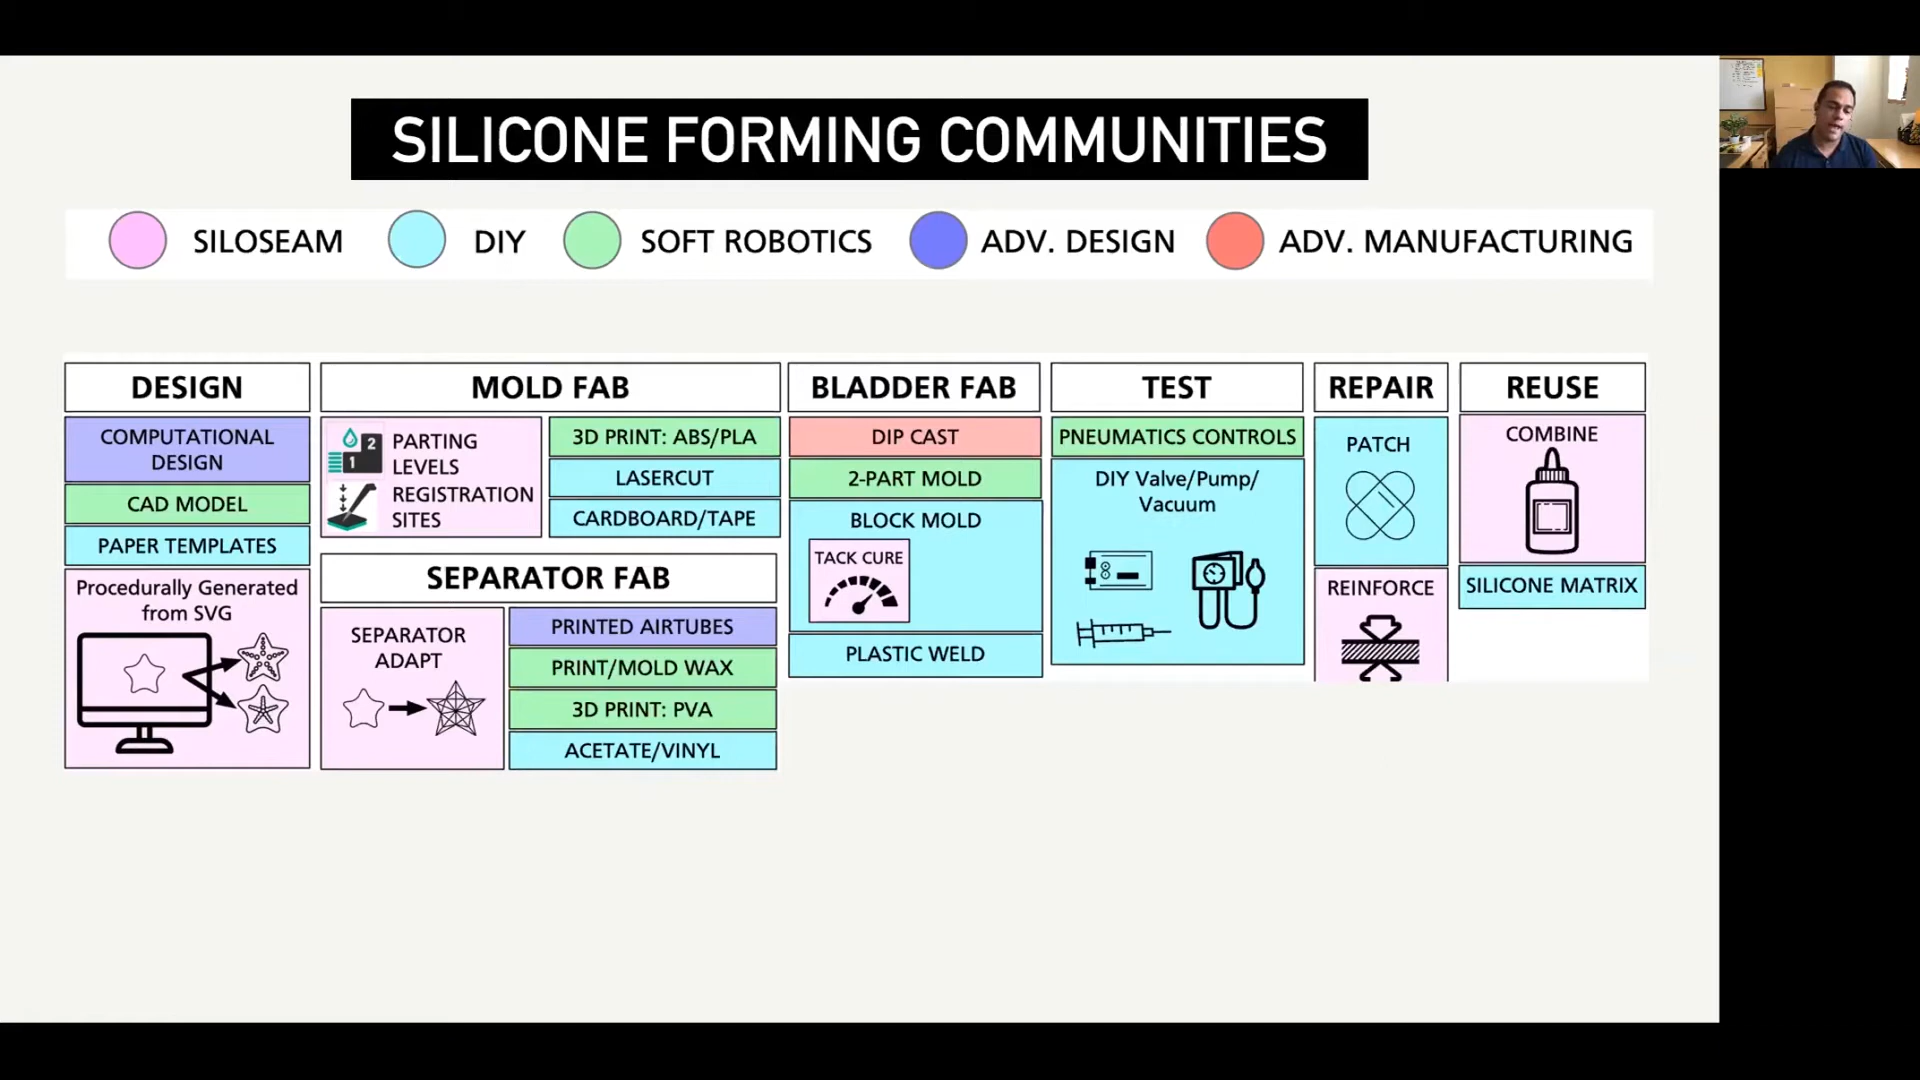 SILICONE FORMING COMMUNITIES
SILOSEAM
DIY
SOFT ROBOTICS
ADV. DESIGN
ADV. MANUFACTURING
DESIGN
COMPUTATIONAL
DESIGN
CAD MODEL
PAPER TEMPLATES
Procedurally Generated
from SVG
MOLD FAB
2
1
PARTING
LEVELS
REGISTRATION
SITES
3D PRINT: ABS/PLA
LASERCUT
CARDBOARD/TAPE
SEPARATOR FAB
SEPARATOR
ADAPT
PRINTED AIRTUBES
PRINT/MOLD WAX
3D PRINT: PVA
ACETATE/VINYL
BLADDER FAB
DIP CAST
2-PART MOLD
BLOCK MOLD
TACK CURE
PLASTIC WELD
TEST
PNEUMATICS CONTROLS
DIY Valve/Pump/
Vacuum
REPAIR
PATCH
REINFORCE
REUSE
COMBINE
SILICONE MATRIX